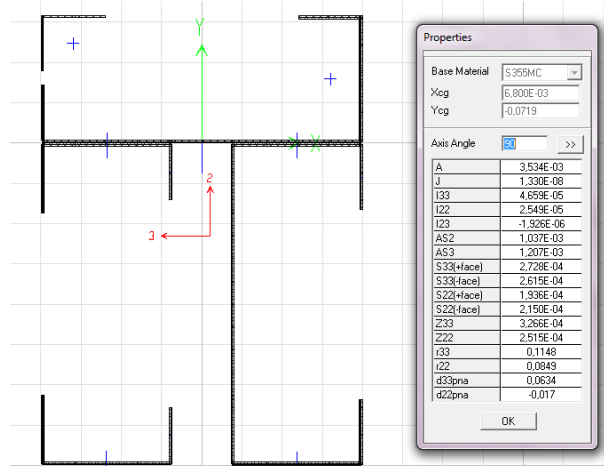 Y
X
2
3
Properties
Base Material S355MC
Xcg 6,800E-03
Ycg -0,0719
Axis Angle 90 >>
A 3,534E-03
J 1,330E-08
I33 4,659E-05
I22 2,549E-05
I23 -1,926E-06
AS2 1,037E-03
AS3 1,207E-03
S33(+face) 2,728E-04
S33(-face) 2,615E-04
S22(+face) 1,936E-04
S22(-face) 2,150E-04
Z33 3,266E-04
Z22 2,515E-04
r33 0,1148
r22 0,0849
d33pna 0,0634
d22pna -0,017
OK